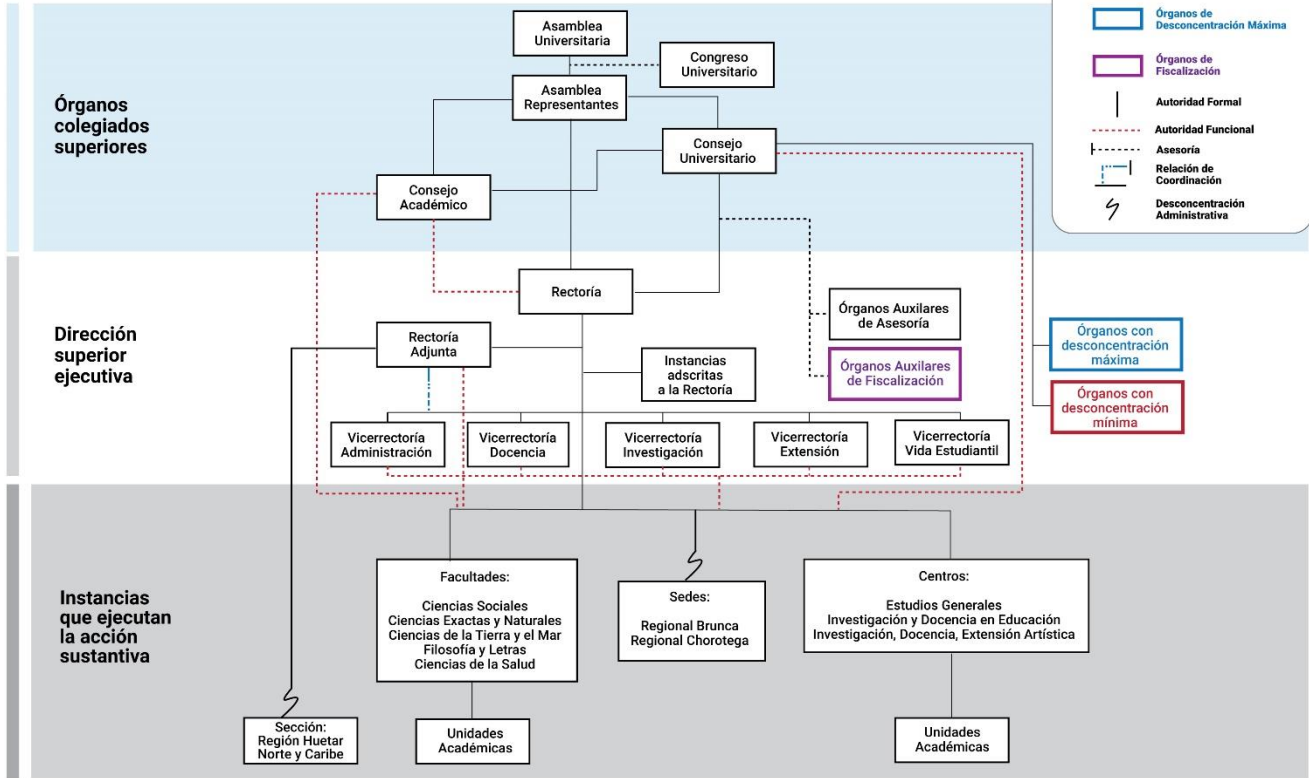 Órganos
colegiados
superiores
Asamblea
Universitaria
Congreso
Universitario
Asamblea
Representantes
Consejo
Universitario
Consejo
Académico
Órganos de
Desconcentración Máxima
Órganos de
Fiscalización
Autoridad Formal
Autoridad Funcional
Asesoría
Relación de
Coordinación
Desconcentración
Administrativa
Dirección
superior
ejecutiva
Rectoría
Rectoría
Adjunta
Instancias
adscritas
a la Rectoría
Órganos Auxilares
de Asesoría
Órganos Auxilares
de Fiscalización
Órganos con
desconcentración
máxima
Órganos con
desconcentración
mínima
Vicerrectoría
Administración
Vicerrectoría
Docencia
Vicerrectoría
Investigación
Vicerrectoría
Extensión
Vicerrectoría
Vida Estudiantil
Instancias
que ejecutan
la acción
sustantiva
Facultades:
Ciencias Sociales
Ciencias Exactas y Naturales
Ciencias de la Tierra y el Mar
Filosofía y Letras
Ciencias de la Salud
Sedes:
Regional Brunca
Regional Chorotega
Centros:
Estudios Generales
Investigación y Docencia en Educación
Investigación, Docencia, Extensión Artística
Sección:
Región Huetar
Norte y Caribe
Unidades
Académicas
Unidades
Académicas